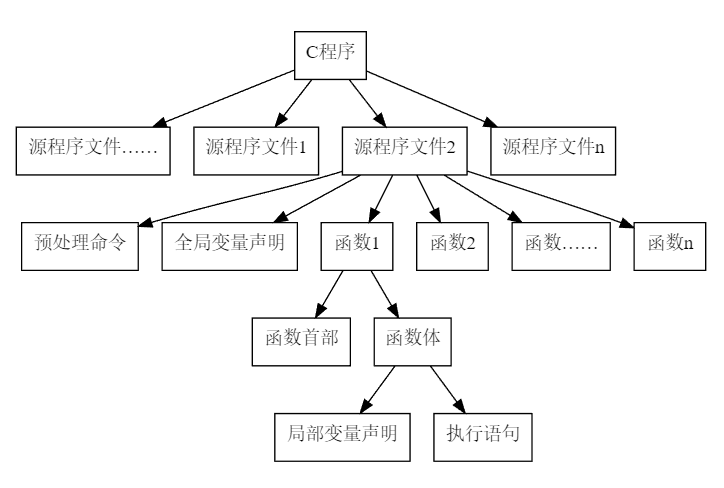 C程序
源程序文件……
源程序文件1
源程序文件2
源程序文件n
预处理命令
全局变量声明
函数1
函数2
函数……
函数n
函数首部
函数体
局部变量声明
执行语句